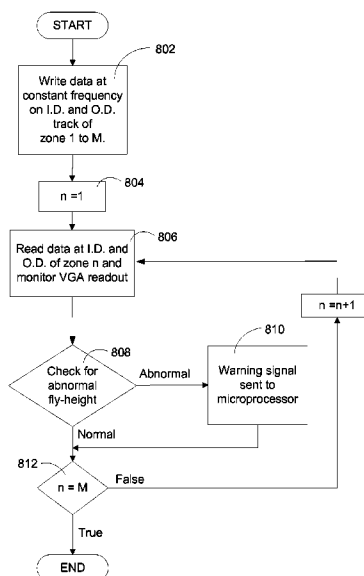 START
802
Write data at
constant frequency
on I.D. and O.D.
track of
zone 1 to M.
804
n =1
806
Read data at I.D. and
O.D. of zone n and
monitor VGA readout
n =n+1
808
Check for
abnormal
fly-height
Abnormal
810
Warning signal
sent to
microprocessor
Normal
812
n = M
False
True
END